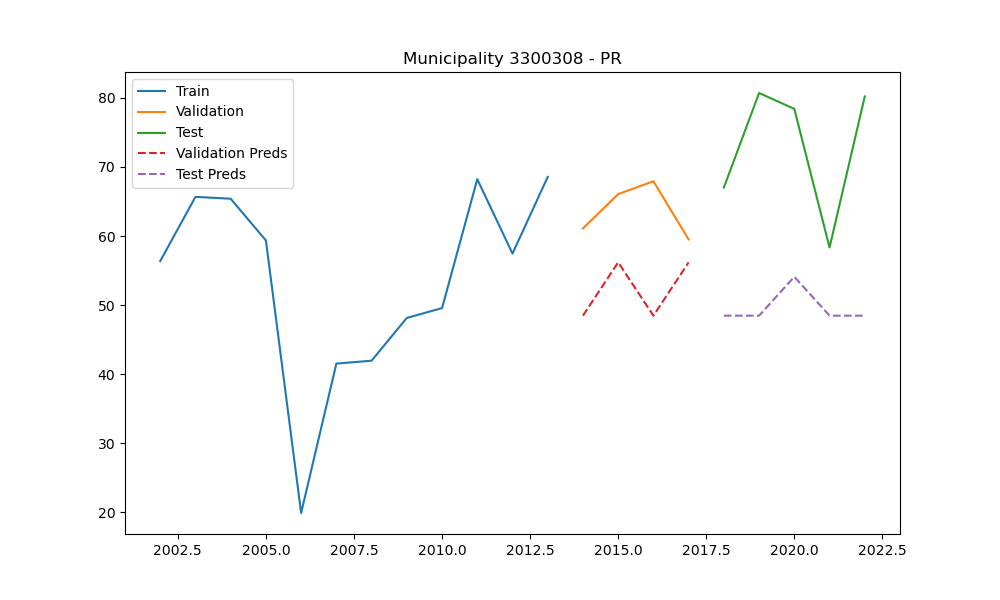 Municipality 3300308 - PR
Train
Validation
Test
Validation Preds
Test Preds
80
70
60
50
40
30
20
2002.5 2005.0 2007.5 2010.0 2012.5 2015.0 2017.5 2020.0 2022.5